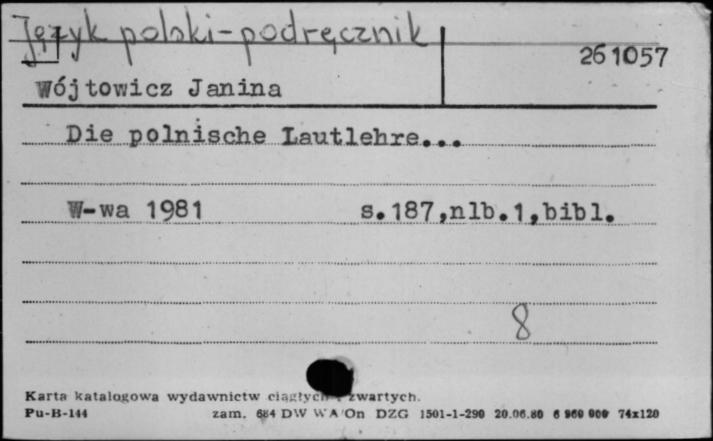 Język polski-podręcznik
261057
Wójtowicz Janina
Die polnische Lautlehre...
W-wa 1981 s.187,nlb.1,bibl.
8
Karta katalogowa wydawnictw ciągłych i zwartych.
Pu-B-144 zam. 684 DW WA On DZG 1501-1-290 20.06.80 6 960 000 74x120